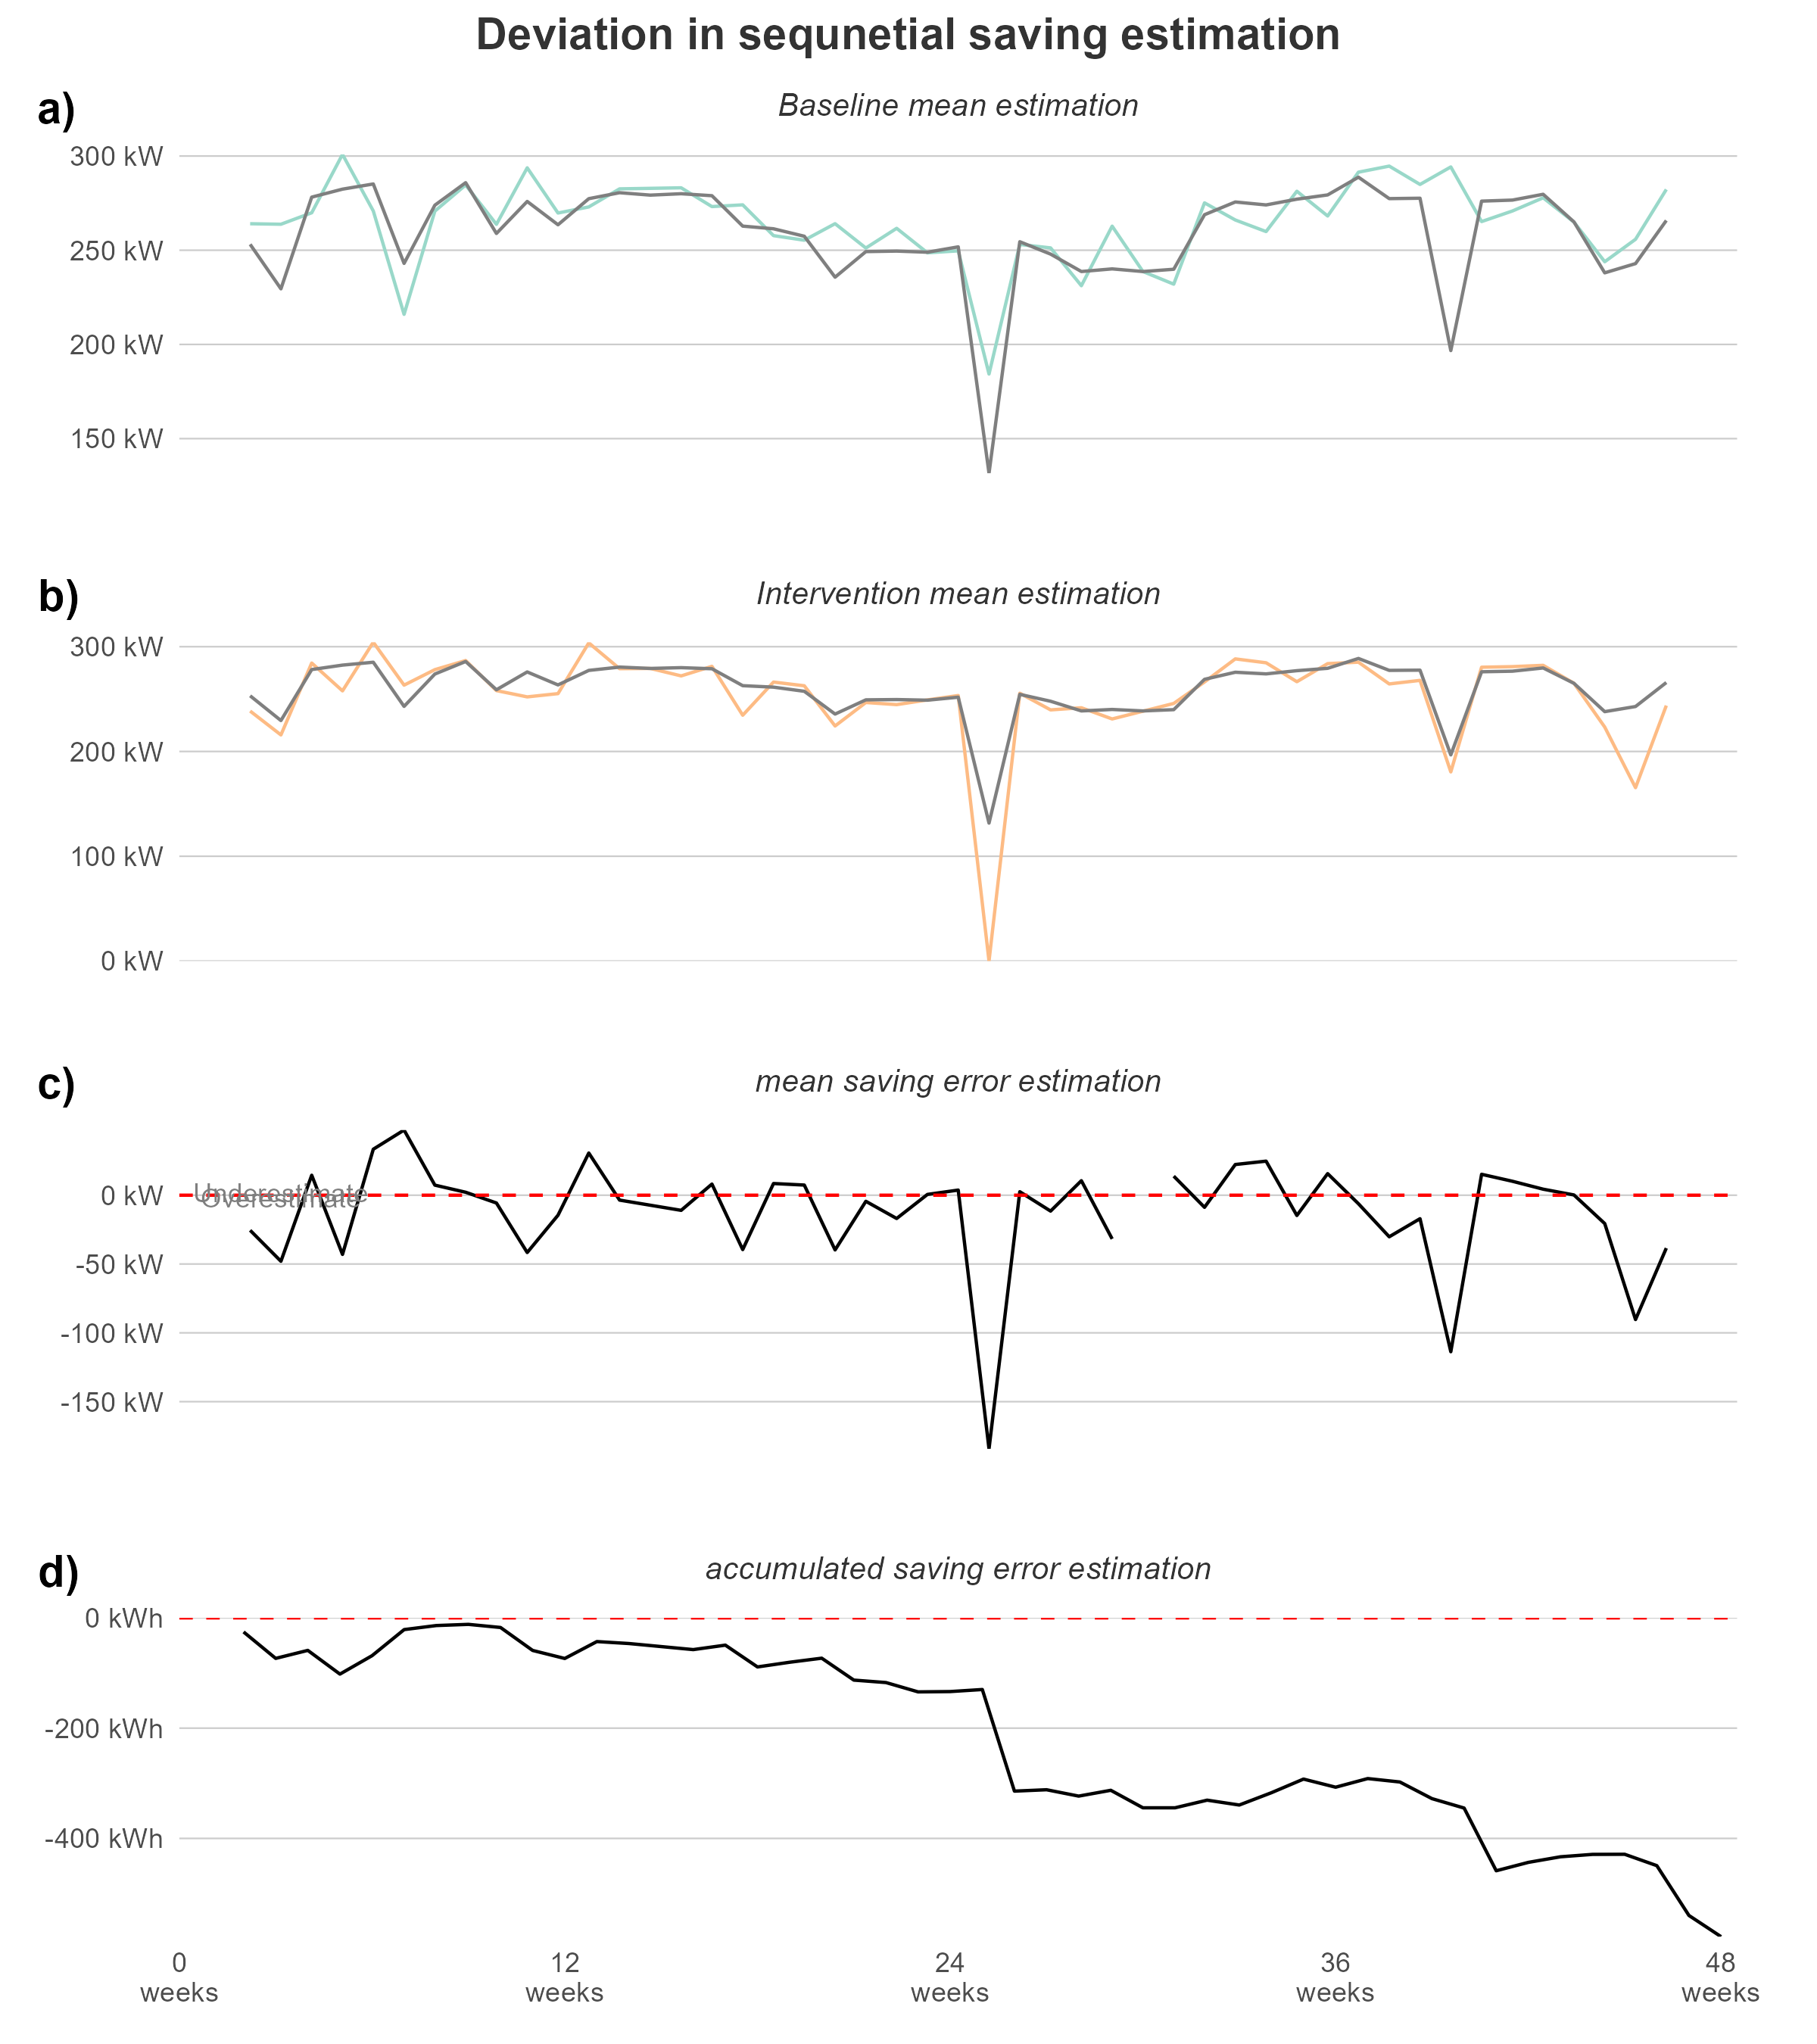 Deviation in sequnetial saving estimation
a)
Baseline mean estimation
300 kW
250 kW
200 kW
150 kW
b)
Intervention mean estimation
300 kW
200 kW
100 kW
0 kW
c)
mean saving error estimation
Underestimate
Overestimate
0 kW
-50 kW
-100 kW
-150 kW
d)
accumulated saving error estimation
0 kWh
-200 kWh
-400 kWh
0 12 24 36 48
weeks weeks weeks weeks weeks